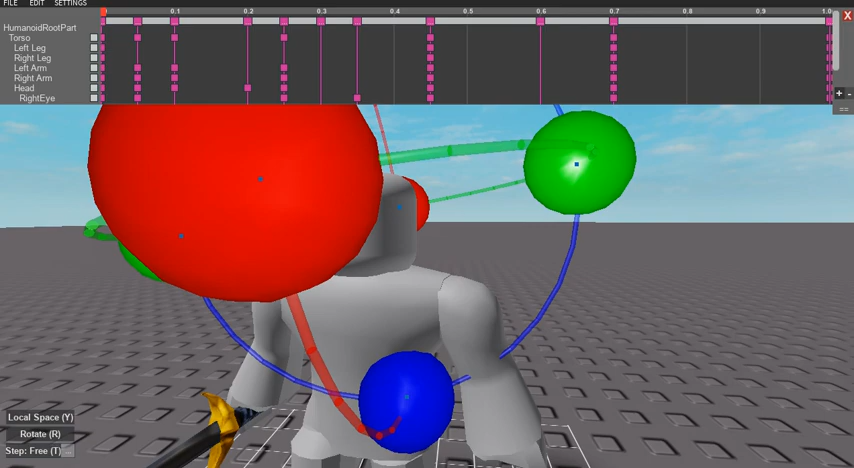 FILE EDIT SETTINGS
0.1 0.2 0.3 0.4 0.5 0.6 0.7 0.8 0.9 1.0
X
HumanoidRootPart
Torso
Left Leg
Right Leg
Left Arm
Right Arm
Head
RightEye
+ -
Local Space (Y)
Rotate (R)
Step: Free (T) ...